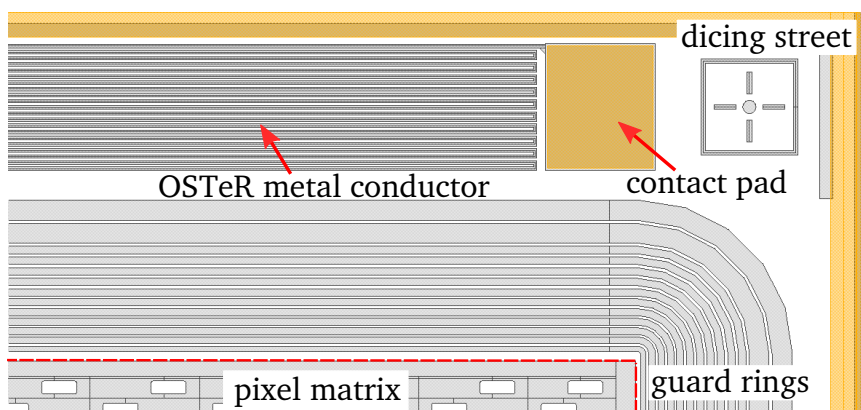 dicing street
OSTeR metal conductor
contact pad
pixel matrix
guard rings